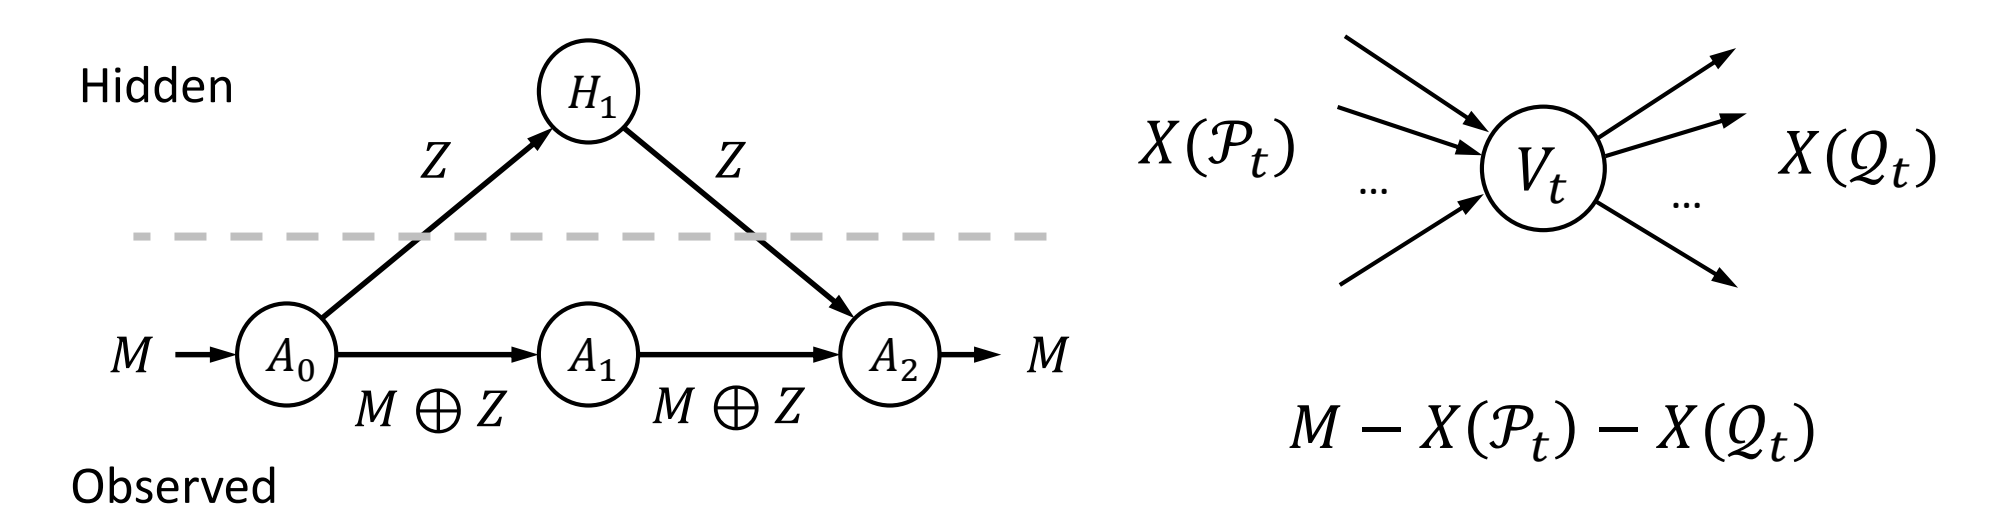 Hidden
H₁
Z
Z
M
A₀
A₁
A₂
M
M ⊕ Z
M ⊕ Z
Observed
X(𝒫ₜ)
Vₜ
X(𝒬ₜ)
...
...
M − X(𝒫ₜ) − X(𝒬ₜ)